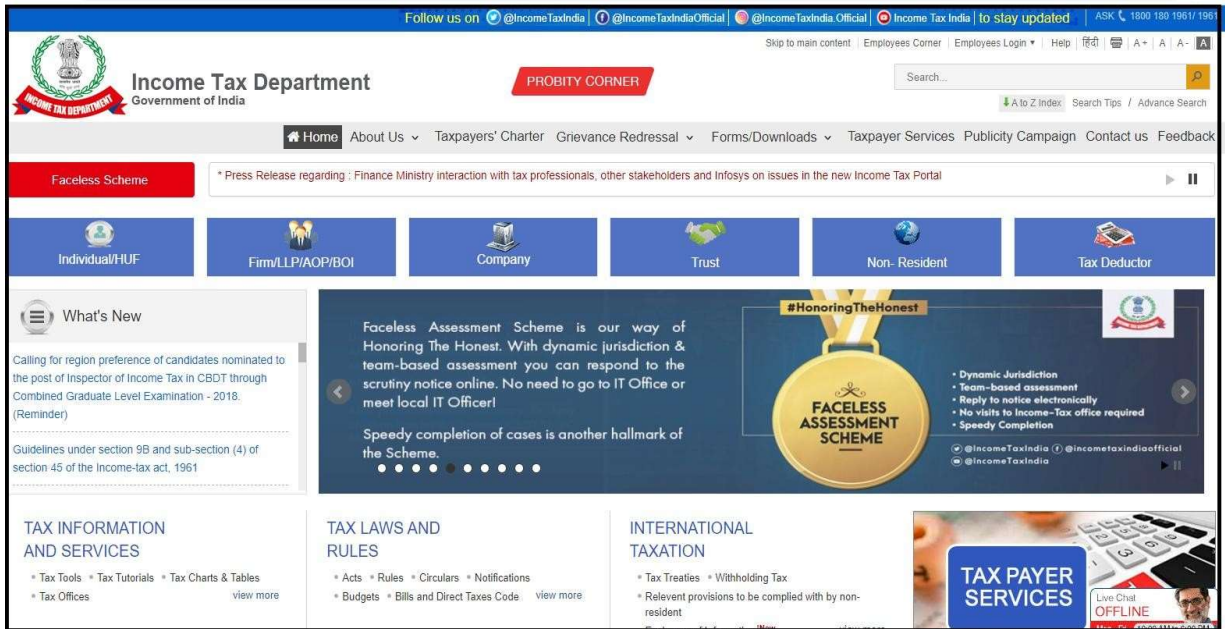 Follow us on @IncomeTaxIndia | @IncomeTaxIndiaOfficial | @IncomeTaxIndia.Official | Income Tax India | to stay updated ASK 1800 180 1961/ 1961
Skip to main content Employees Corner Employees Login Help हिंदी A+ A A- A
INCOME TAX DEPARTMENT
Income Tax Department
Government of India
PROBITY CORNER
Search...
A to Z Index Search Tips / Advance Search
Home About Us Taxpayers' Charter Grievance Redressal Forms/Downloads Taxpayer Services Publicity Campaign Contact us Feedback
Faceless Scheme
* Press Release regarding : Finance Ministry interaction with tax professionals, other stakeholders and Infosys on issues in the new Income Tax Portal
Individual/HUF
Firm/LLP/AOP/BOI
Company
Trust
Non- Resident
Tax Deductor
What's New
Calling for region preference of candidates nominated to
the post of Inspector of Income Tax in CBDT through
Combined Graduate Level Examination - 2018.
(Reminder)
Guidelines under section 9B and sub-section (4) of
section 45 of the Income-tax act, 1961
Faceless Assessment Scheme is our way of
Honoring The Honest. With dynamic jurisdiction &
team-based assessment you can respond to the
scrutiny notice online. No need to go to IT Office or
meet local IT Officer!
Speedy completion of cases is another hallmark of
the Scheme.
#HonoringTheHonest
FACELESS
ASSESSMENT
SCHEME
• Dynamic Jurisdiction
• Team-based assessment
• Reply to notice electronically
• No visits to Income-Tax office required
• Speedy Completion
@IncomeTaxIndia @incometaxindiaofficial
@IncomeTaxIndia
TAX INFORMATION
AND SERVICES
Tax Tools Tax Tutorials Tax Charts & Tables
Tax Offices view more
TAX LAWS AND
RULES
Acts Rules Circulars Notifications
Budgets Bills and Direct Taxes Code view more
INTERNATIONAL
TAXATION
Tax Treaties Withholding Tax
Relevent provisions to be complied with by non-
resident
TAX PAYER
SERVICES
Live Chat
OFFLINE